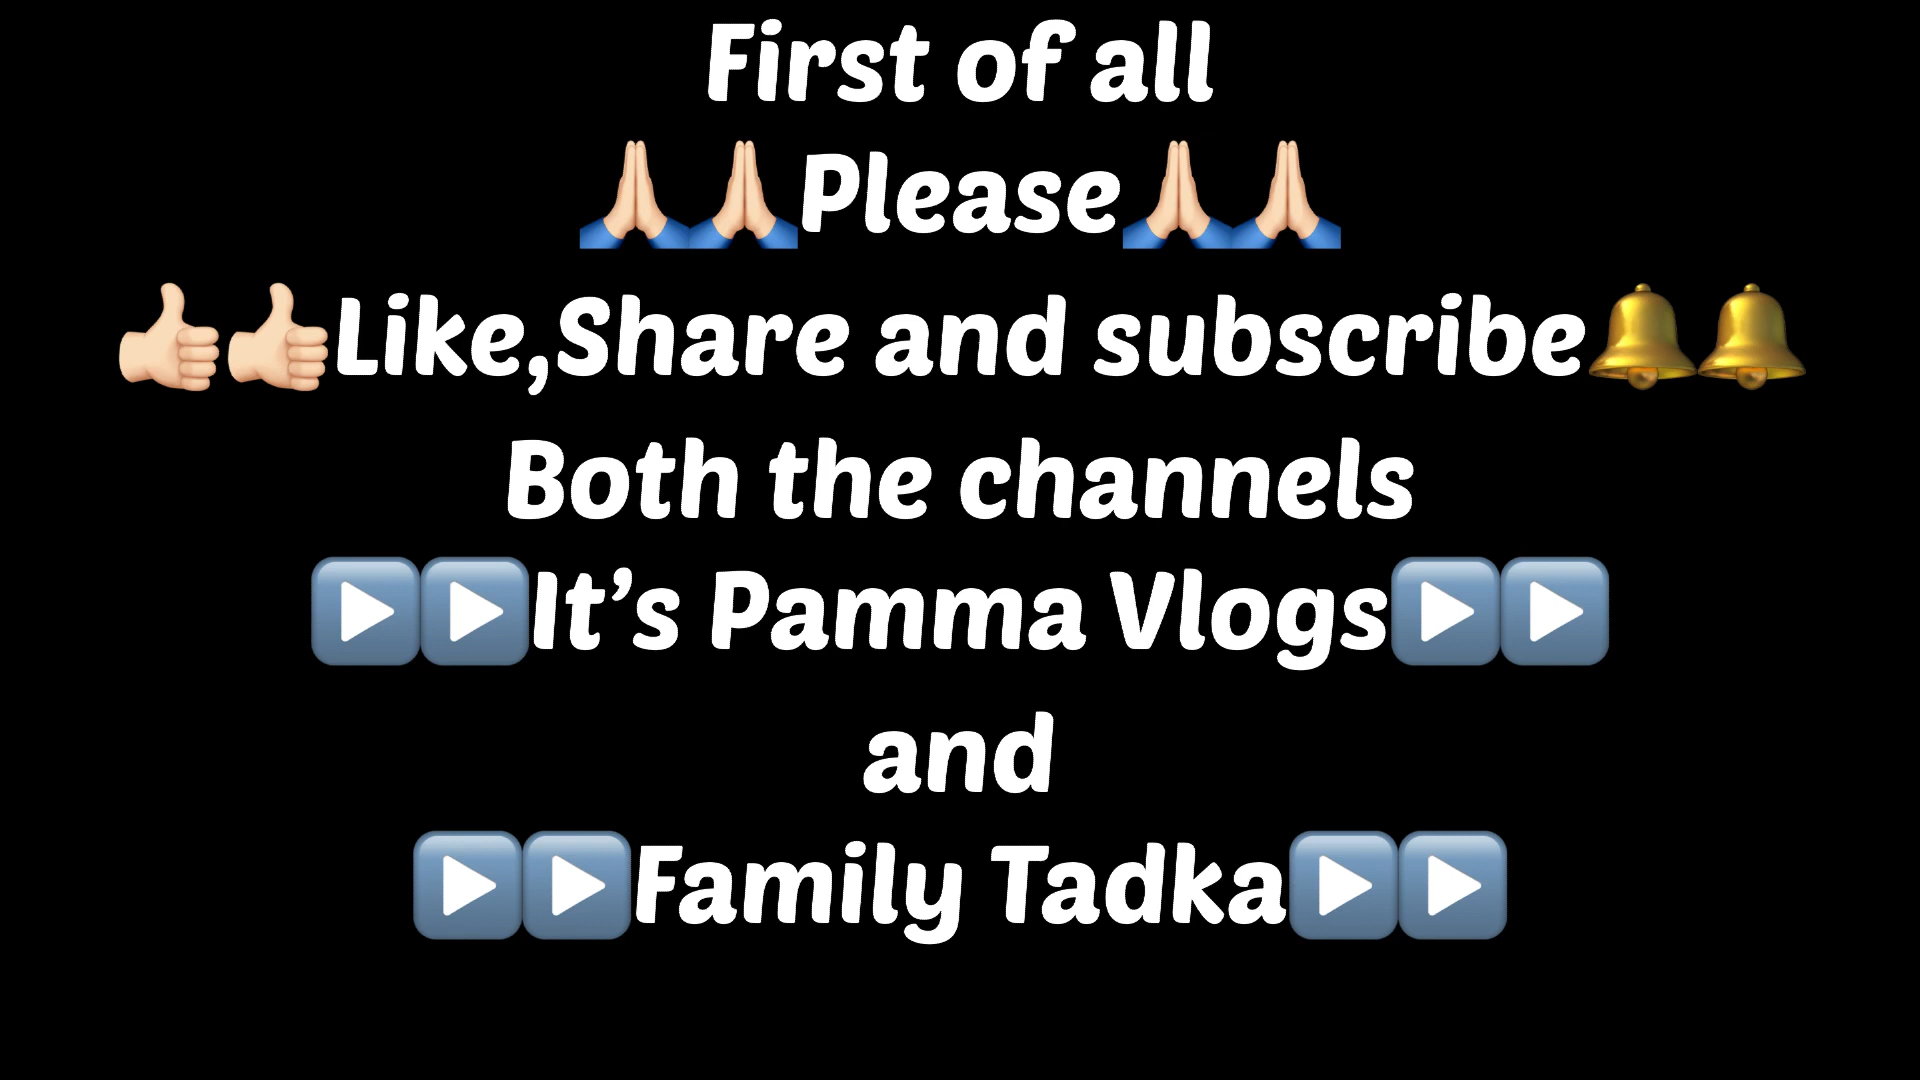 First of all
🙏🏻🙏🏻Please🙏🏻🙏🏻
👍🏻👍🏻Like,Share and subscribe🔔🔔
Both the channels
▶️▶️It’s Pamma Vlogs▶️▶️
and
▶️▶️Family Tadka▶️▶️